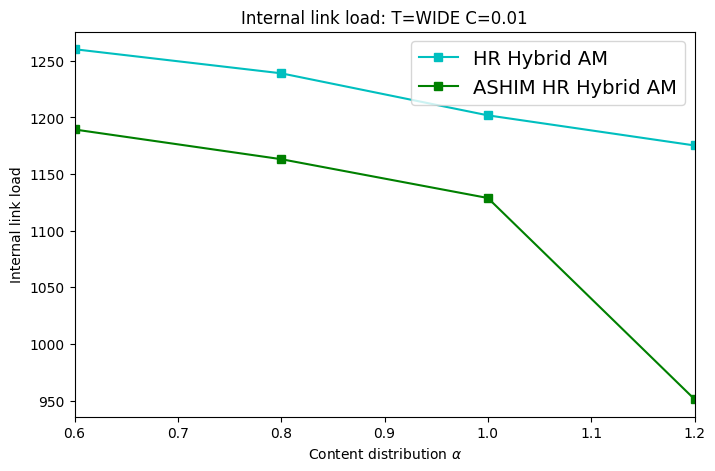 Internal link load: T=WIDE C=0.01
HR Hybrid AM
ASHIM HR Hybrid AM
Internal link load
1250
1200
1150
1100
1050
1000
950
0.6 0.7 0.8 0.9 1.0 1.1 1.2
Content distribution α